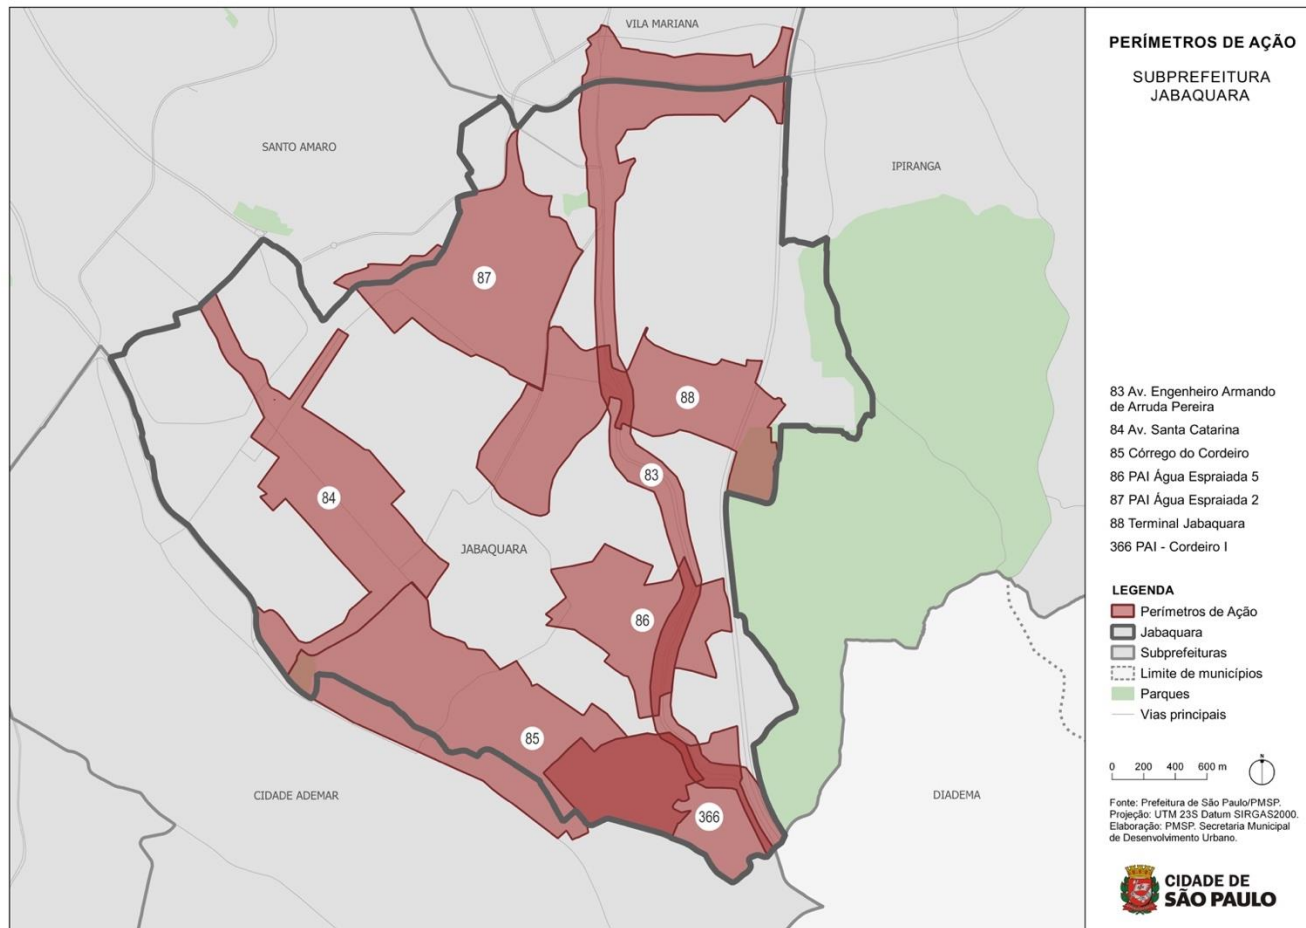 VILA MARIANA
SANTO AMARO
IPIRANGA
87
88
83
84
JABAQUARA
86
85
366
CIDADE ADEMAR
DIADEMA
PERÍMETROS DE AÇÃO
SUBPREFEITURA
JABAQUARA
83 Av. Engenheiro Armando
de Arruda Pereira
84 Av. Santa Catarina
85 Córrego do Cordeiro
86 PAI Água Espraiada 5
87 PAI Água Espraiada 2
88 Terminal Jabaquara
366 PAI - Cordeiro I
LEGENDA
Perímetros de Ação
Jabaquara
Subprefeituras
Limite de municípios
Parques
Vias principais
0 200 400 600 m
N
Fonte: Prefeitura de São Paulo/PMSP.
Projeção: UTM 23S Datum SIRGAS2000.
Elaboração: PMSP. Secretaria Municipal
de Desenvolvimento Urbano.
CIDADE DE
SÃO PAULO